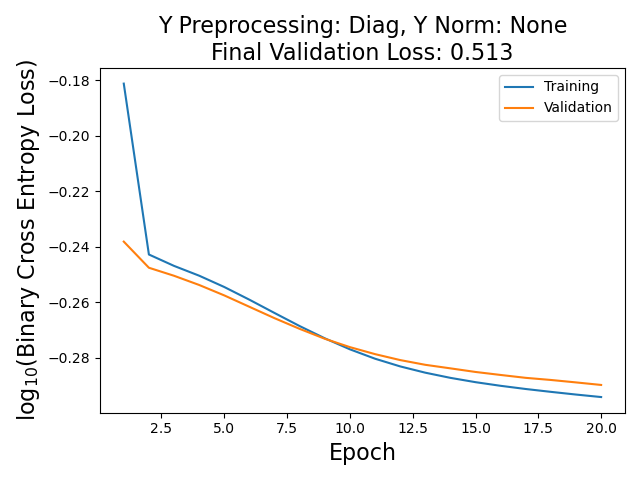 Y Preprocessing: Diag, Y Norm: None
Final Validation Loss: 0.513
Training
Validation
log₁₀(Binary Cross Entropy Loss)
−0.18
−0.20
−0.22
−0.24
−0.26
−0.28
2.5 5.0 7.5 10.0 12.5 15.0 17.5 20.0
Epoch